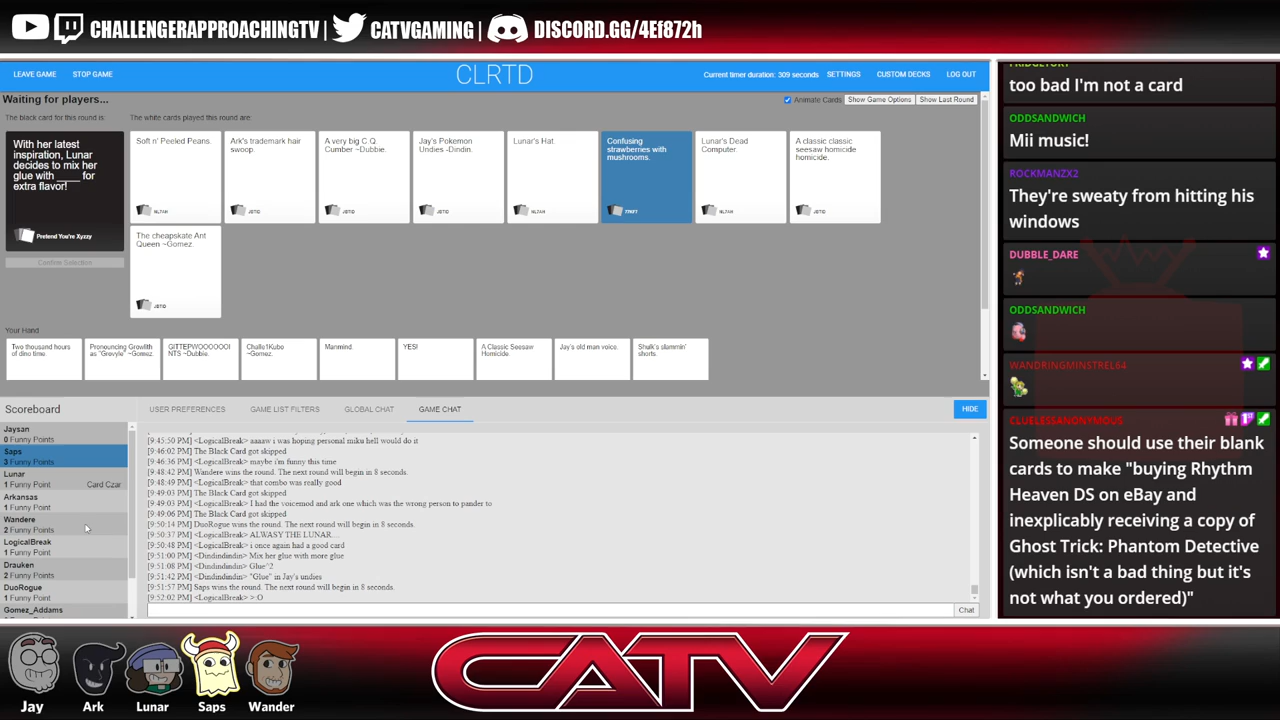 CHALLENGERAPPROACHINGTV | CATVGAMING | DISCORD.GG/4Ef872h
LEAVE GAME STOP GAME CLRTD Current timer duration: 309 seconds SETTINGS CUSTOM DECKS LOG OUT
Waiting for players...
Animate Cards Show Game Options Show Last Round
The black card for this round is:
The white cards played this round are:
With her latest
inspiration, Lunar
decides to mix her
glue with ____ for
extra flavor!
Pretend You're Xyzzy
Confirm Selection
Soft n' Peeled Peans.
Ark's trademark hair
swoop.
A very big C.Q.
Cumber ~Dubbie.
Jay's Pokemon
Undies ~Dindin.
Lunar's Hat.
Confusing
strawberries with
mushrooms.
Lunar's Dead
Computer.
A classic classic
seesaw homicide
homicide.
The cheapskate Ant
Queen ~Gomez.
Your Hand
Two thousand hours
of dino time.
Pronouncing Growlith
as "Grovyle" ~Gomez.
GITTEPWOOOOOOI
NTS ~Dubbie.
Challe1Kubo
~Gomez.
Manmind.
YES!
A Classic Seesaw
Homicide.
Jay's old man voice.
Shulk's slammin'
shorts.
Scoreboard
Jaysan
0 Funny Points
Saps
3 Funny Points
Lunar
1 Funny Point Card Czar
Arkansas
1 Funny Point
Wandere
2 Funny Points
LogicalBreak
1 Funny Point
Drauken
2 Funny Points
DuoRogue
1 Funny Points
Gomez_Addams
USER PREFERENCES GAME LIST FILTERS GLOBAL CHAT GAME CHAT HIDE
[9:45:50 PM] <LogicalBreak> aaaaw i was hoping personal miku hell would do it
[9:46:02 PM] The Black Card got skipped
[9:46:36 PM] <LogicalBreak> maybe i'm funny this time
[9:48:42 PM] Wandere wins the round. The next round will begin in 8 seconds.
[9:48:49 PM] <LogicalBreak> that combo was really good
[9:49:03 PM] The Black Card got skipped
[9:49:03 PM] <LogicalBreak> I had the voicemod and ark one which was the wrong person to pander to
[9:49:06 PM] The Black Card got skipped
[9:50:14 PM] DuoRogue wins the round. The next round will begin in 8 seconds.
[9:50:37 PM] <LogicalBreak> ALWASY THE LUNAR....
[9:50:48 PM] <LogicalBreak> i once again had a good card
[9:51:00 PM] <Dindindindin> Mix her glue with more glue
[9:51:08 PM] <Dindindindin> Glue^2
[9:51:42 PM] <Dindindindin> "Glue" in Jay's undies
[9:51:57 PM] Saps wins the round. The next round will begin in 8 seconds.
[9:52:02 PM] <LogicalBreak> >:O
Chat
too bad I'm not a card
ODDSANDWICH
Mii music!
ROCKMANZX2
They're sweaty from hitting his
windows
DUBBLE_DARE
ODDSANDWICH
WANDRINGMINSTREL64
CLUELESSANONYMOUS
Someone should use their blank
cards to make "buying Rhythm
Heaven DS on eBay and
inexplicably receiving a copy of
Ghost Trick: Phantom Detective
(which isn't a bad thing but it's
not what you ordered)"
Jay Ark Lunar Saps Wander
CATV